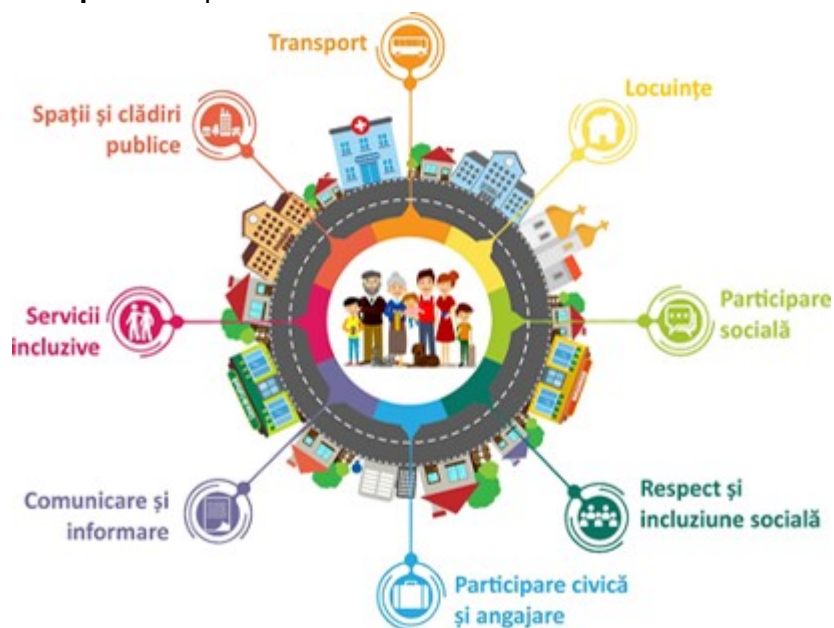 Transport
Locuințe
Spații și clădiri
publice
Participare
socială
Servicii
incluzive
Comunicare și
informare
Respect și
incluziune socială
Participare civică
și angajare